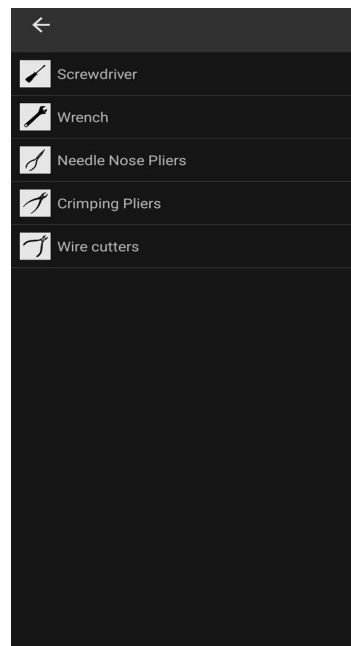 Screwdriver
Wrench
Needle Nose Pliers
Crimping Pliers
Wire cutters